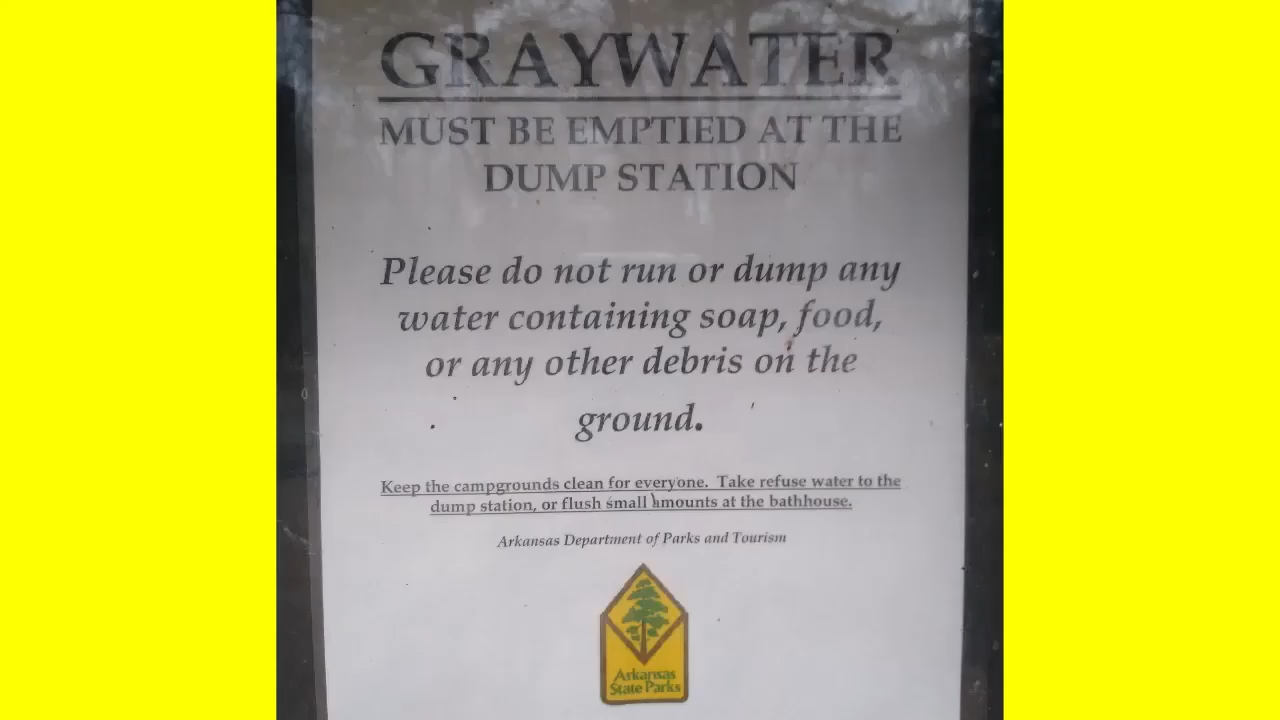 GRAYWATER
MUST BE EMPTIED AT THE
DUMP STATION
Please do not run or dump any
water containing soap, food,
or any other debris on the
ground.
Keep the campgrounds clean for everyone. Take refuse water to the
dump station, or flush small amounts at the bathhouse.
Arkansas Department of Parks and Tourism
Arkansas
State Parks